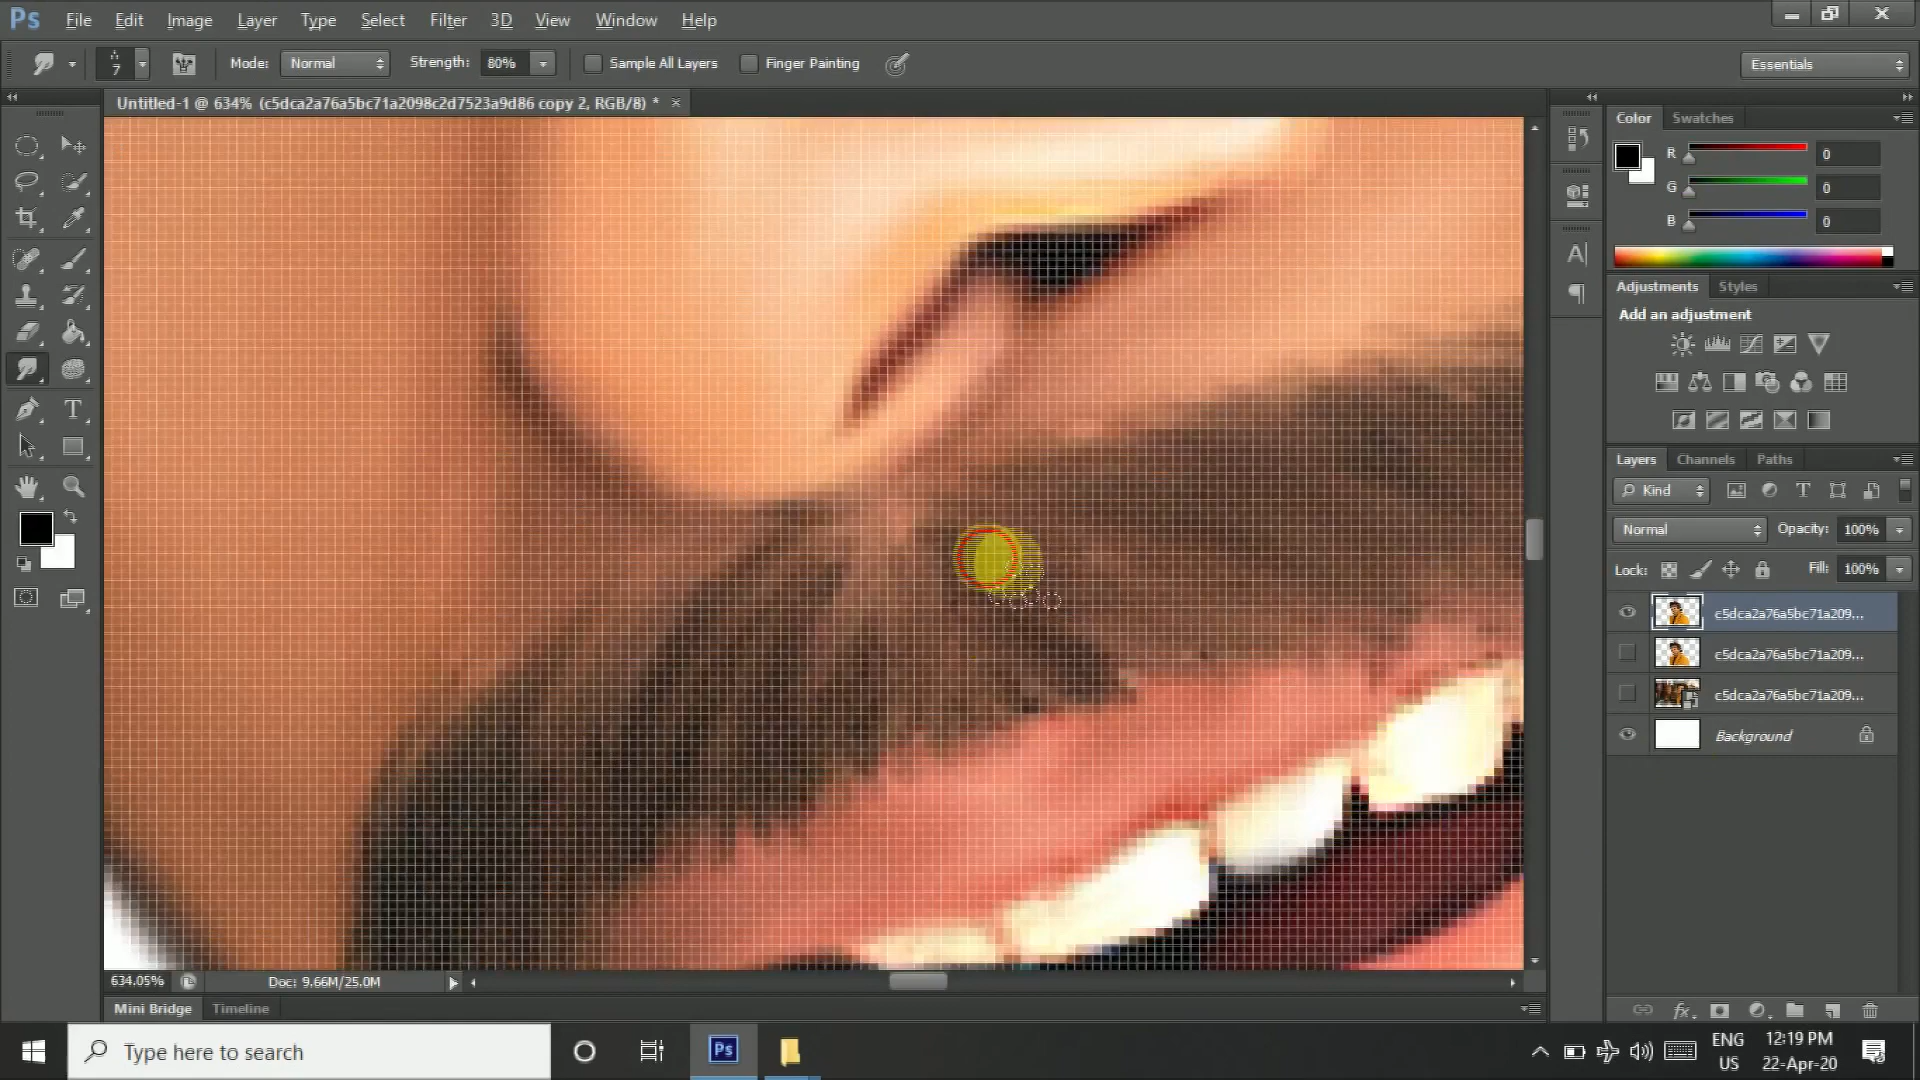 Ps File Edit Image Layer Type Select Filter 3D View Window Help
7 Mode: Normal Strength: 80% Sample All Layers Finger Painting Essentials
Untitled-1 @ 634% (c5dca2a76a5bc71a2098c2d7523a9d86 copy 2, RGB/8) * ×
Color Swatches
R 0
G 0
B 0
Adjustments Styles
Add an adjustment
Layers Channels Paths
Kind
Normal Opacity: 100%
Lock: Fill: 100%
c5dca2a76a5bc71a209...
c5dca2a76a5bc71a209...
c5dca2a76a5bc71a209...
Background
634.05% Doc: 9.66M/25.0M
Mini Bridge Timeline
Type here to search
Ps
ENG
US
12:19 PM
22-Apr-20